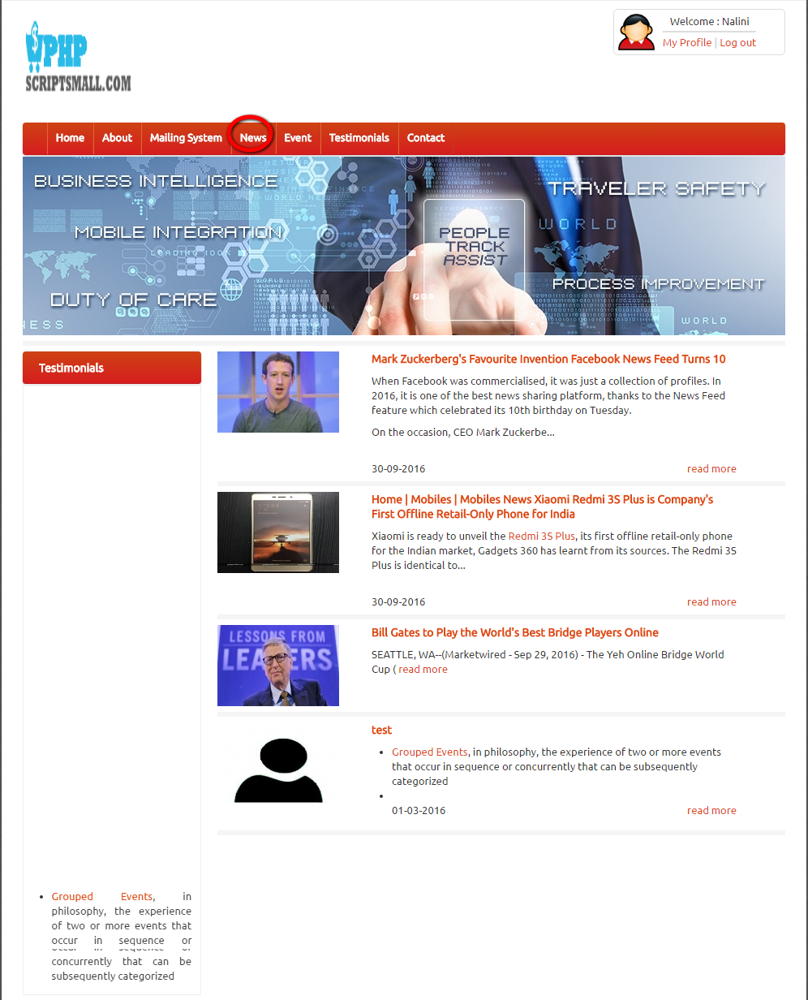 Welcome : Nalini
My Profile | Log out
PHP
SCRIPTSMALL.COM
Home
About
Mailing System
News
Event
Testimonials
Contact
BUSINESS INTELLIGENCE
TRAVELER SAFETY
MOBILE INTEGRATION
WORLD
PEOPLE
TRACK
ASSIST
LOADING 100%
PROCESS IMPROVEMENT
DUTY OF CARE
WORLD
NESS
Testimonials
Mark Zuckerberg's Favourite Invention Facebook News Feed Turns 10
When Facebook was commercialised, it was just a collection of profiles. In
2016, it is one of the best news sharing platform, thanks to the News Feed
feature which celebrated its 10th birthday on Tuesday.
On the occasion, CEO Mark Zuckerbe...
30-09-2016
read more
Home | Mobiles | Mobiles News Xiaomi Redmi 3S Plus is Company's
First Offline Retail-Only Phone for India
Xiaomi is ready to unveil the Redmi 3S Plus, its first offline retail-only phone
for the Indian market, Gadgets 360 has learnt from its sources. The Redmi 3S
Plus is identical to...
30-09-2016
read more
LESSONS FROM
LEADERS
Bill Gates to Play the World's Best Bridge Players Online
SEATTLE, WA--(Marketwired - Sep 29, 2016) - The Yeh Online Bridge World
Cup ( read more
test
• Grouped Events, in philosophy, the experience of two or more events
that occur in sequence or concurrently that can be subsequently
categorized
•
01-03-2016
read more
• Grouped Events, in
philosophy, the experience
of two or more events that
occur in sequence or
concurrently that can be
subsequently categorized